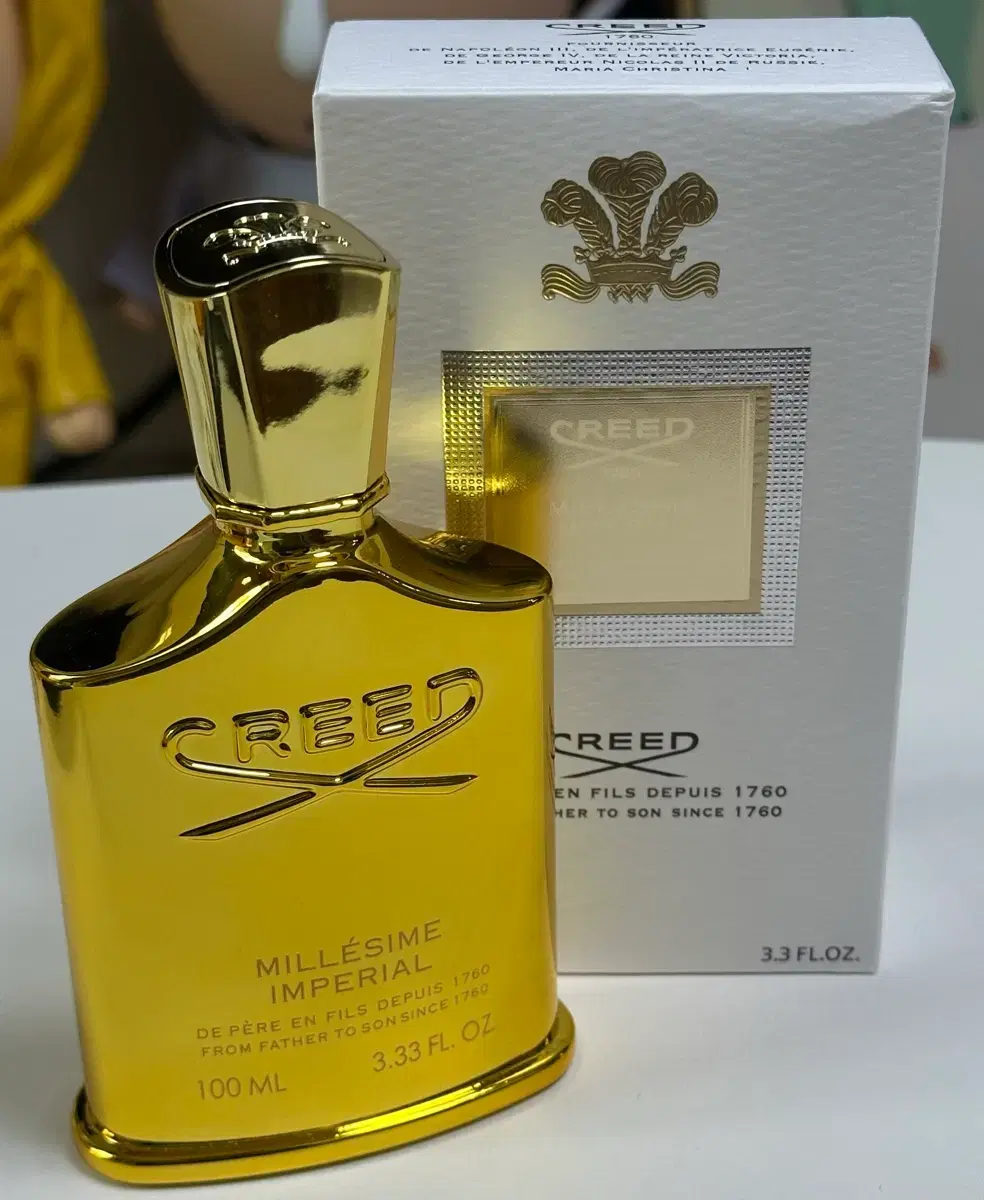 CREED
1760
FOURNISSEUR
DE NAPOLÉON III, DE L'IMPÉRATRICE EUGÉNIE,
DE GEORGE IV, DE LA REINE VICTORIA,
DE L'EMPEREUR NICOLAS II DE RUSSIE,
MARIA CHRISTINA
CREED
CREED
EN FILS DEPUIS 1760
TO SON SINCE 1760
3.3 FL.OZ.
CREED
MILLÉSIME
IMPERIAL
DE PÈRE EN FILS DEPUIS 1760
FROM FATHER TO SON SINCE 1760
100 ML 3.33 FL. OZ